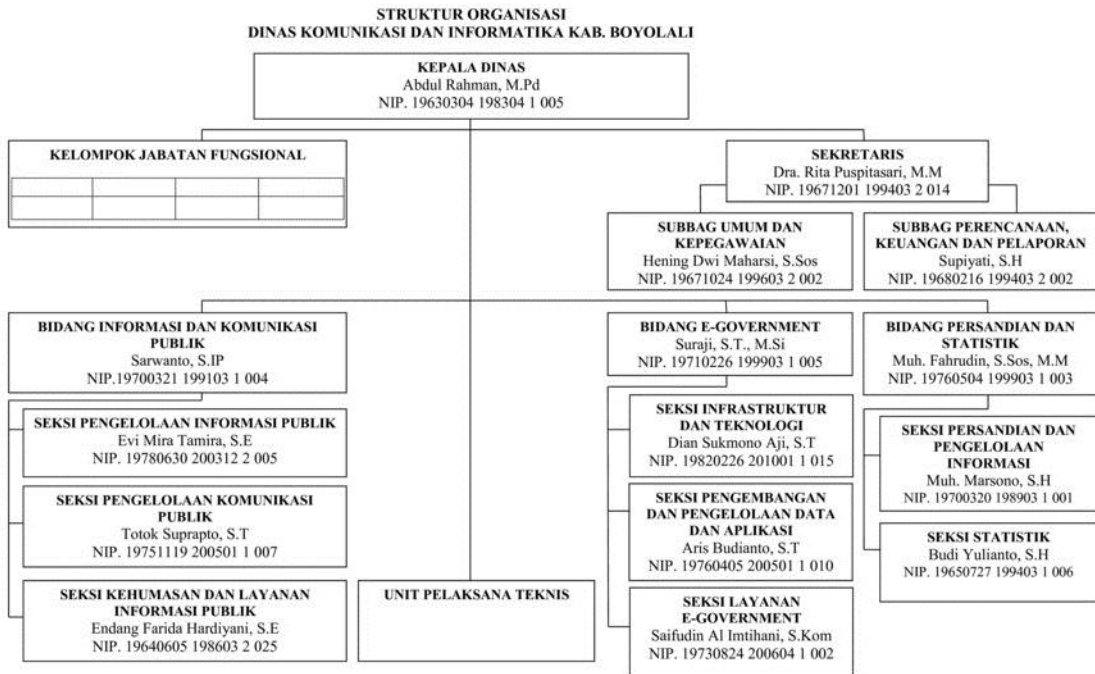 STRUKTUR ORGANISASI
DINAS KOMUNIKASI DAN INFORMATIKA KAB. BOYOLALI
KEPALA DINAS
Abdul Rahman, M.Pd
NIP. 19630304 198304 1 005
KELOMPOK JABATAN FUNGSIONAL
SEKRETARIS
Dra. Rita Puspitasari, M.M
NIP. 19671201 199403 2 014
SUBBAG UMUM DAN
KEPEGAWAIAN
Hening Dwi Maharsi, S.Sos
NIP. 19671024 199603 2 002
SUBBAG PERENCANAAN,
KEUANGAN DAN PELAPORAN
Supiyati, S.H
NIP. 19680216 199403 2 002
BIDANG INFORMASI DAN KOMUNIKASI
PUBLIK
Sarwanto, S.IP
NIP.19700321 199103 1 004
SEKSI PENGELOLAAN INFORMASI PUBLIK
Evi Mira Tamira, S.E
NIP. 19780630 200312 2 005
SEKSI PENGELOLAAN KOMUNIKASI
PUBLIK
Totok Suprapto, S.T
NIP. 19751119 200501 1 007
SEKSI KEHUMASAN DAN LAYANAN
INFORMASI PUBLIK
Endang Farida Hardiyani, S.E
NIP. 19640605 198603 2 025
UNIT PELAKSANA TEKNIS
BIDANG E-GOVERNMENT
Suraji, S.T., M.Si
NIP. 19710226 199903 1 005
SEKSI INFRASTRUKTUR
DAN TEKNOLOGI
Dian Sukmono Aji, S.T
NIP. 19820226 201001 1 015
SEKSI PENGEMBANGAN
DAN PENGELOLAAN DATA
DAN APLIKASI
Aris Budianto, S.T
NIP. 19760405 200501 1 010
SEKSI LAYANAN
E-GOVERNMENT
Saifudin Al Imtihani, S.Kom
NIP. 19730824 200604 1 002
BIDANG PERSANDIAN DAN
STATISTIK
Muh. Fahrudin, S.Sos, M.M
NIP. 19760504 199903 1 003
SEKSI PERSANDIAN DAN
PENGELOLAAN
INFORMASI
Muh. Marsono, S.H
NIP. 19700320 198903 1 001
SEKSI STATISTIK
Budi Yulianto, S.H
NIP. 19650727 199403 1 006